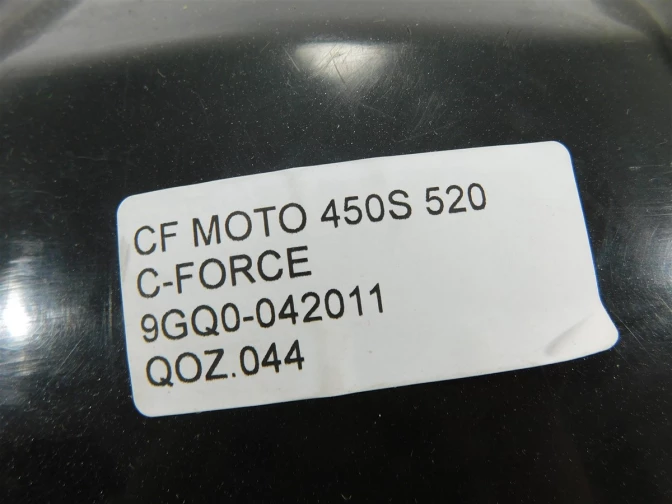 CF MOTO 450S 520
C-FORCE
9GQ0-042011
QOZ.044